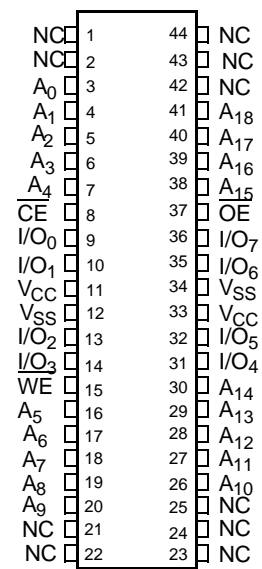 NC 1 44 NC
NC 2 43 NC
A0 3 42 NC
A1 4 41 A18
A2 5 40 A17
A3 6 39 A16
A4 7 38 A15
CE 8 37 OE
I/O0 9 36 I/O7
I/O1 10 35 I/O6
VCC 11 34 VSS
VSS 12 33 VCC
I/O2 13 32 I/O5
I/O3 14 31 I/O4
WE 15 30 A14
A5 16 29 A13
A6 17 28 A12
A7 18 27 A11
A8 19 26 A10
A9 20 25 NC
NC 21 24 NC
NC 22 23 NC